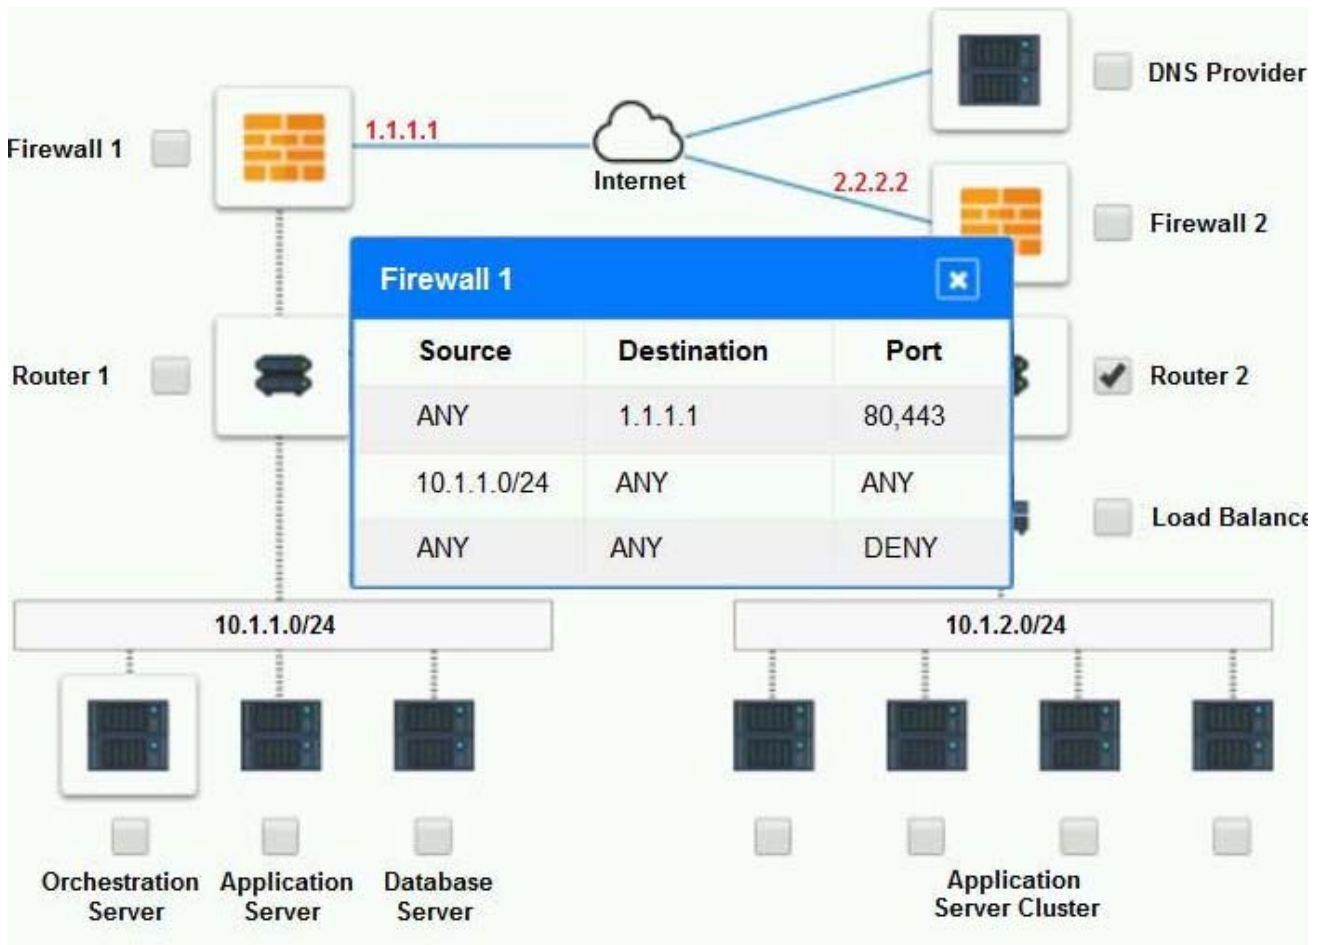 DNS Provider
Firewall 1
1.1.1.1
Internet
2.2.2.2
Firewall 2
Firewall 1
Source Destination Port
ANY 1.1.1.1 80,443
10.1.1.0/24 ANY ANY
ANY ANY DENY
Router 1
Router 2
Load Balance
10.1.1.0/24
10.1.2.0/24
Orchestration
Server
Application
Server
Database
Server
Application
Server Cluster